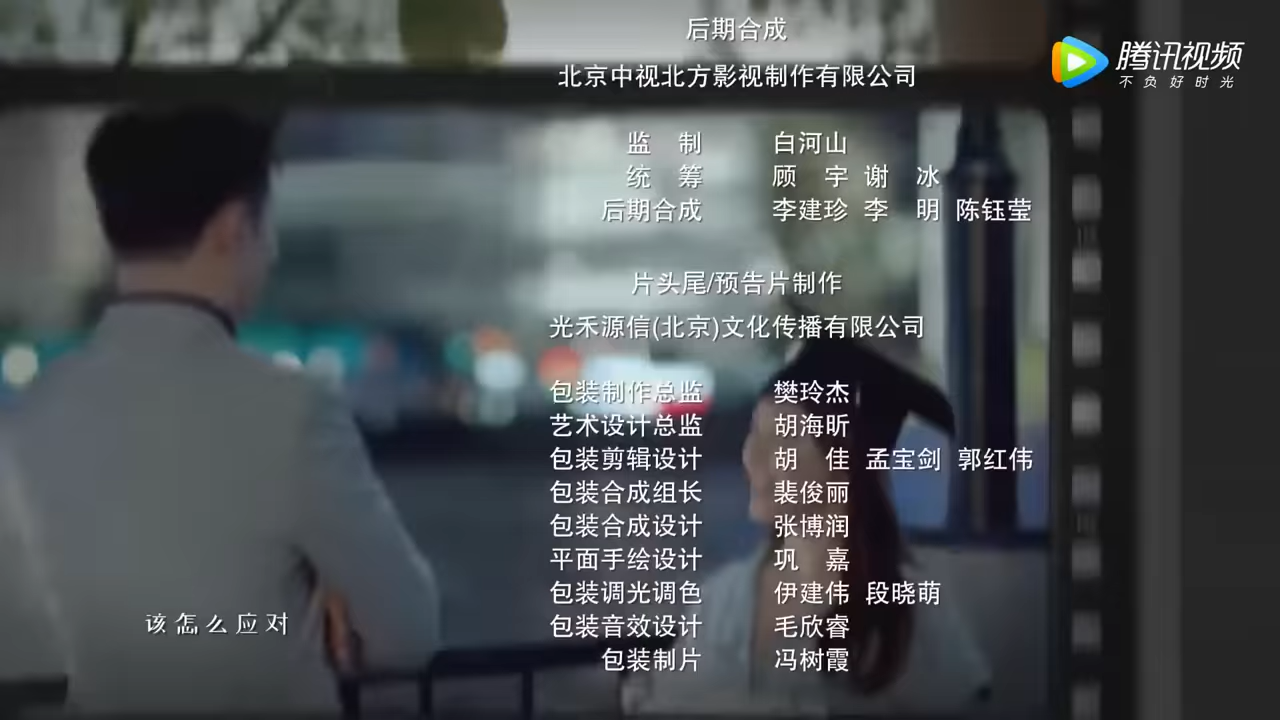 后期合成
北京中视北方影视制作有限公司
腾讯视频
不负好时光
监 制 白河山
统 筹 顾 宇 谢 冰
后期合成 李建珍 李 明 陈钰莹
片头尾/预告片制作
光禾源信(北京)文化传播有限公司
包装制作总监 樊玲杰
艺术设计总监 胡海昕
包装剪辑设计 胡 佳 孟宝剑 郭红伟
包装合成组长 裴俊丽
包装合成设计 张博润
平面手绘设计 巩 嘉
包装调光调色 伊建伟 段晓萌
包装音效设计 毛欣睿
包装制片 冯树霞
该怎么应对